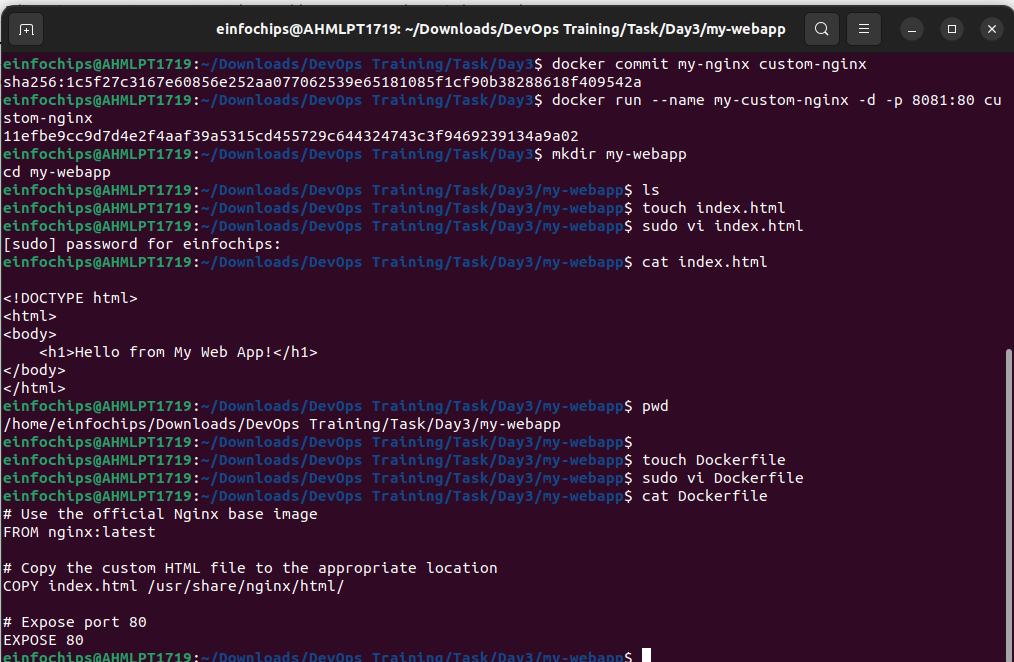 einfochips@AHMLPT1719: ~/Downloads/DevOps Training/Task/Day3/my-webapp
einfochips@AHMLPT1719:~/Downloads/DevOps Training/Task/Day3$ docker commit my-nginx custom-nginx
sha256:1c5f27c3167e60856e252aa077062539e65181085f1cf90b38288618f409542a
einfochips@AHMLPT1719:~/Downloads/DevOps Training/Task/Day3$ docker run --name my-custom-nginx -d -p 8081:80 cu
stom-nginx
11efbe9cc9d7d4e2f4aaf39a5315cd455729c644324743c3f9469239134a9a02
einfochips@AHMLPT1719:~/Downloads/DevOps Training/Task/Day3$ mkdir my-webapp
cd my-webapp
einfochips@AHMLPT1719:~/Downloads/DevOps Training/Task/Day3/my-webapp$ ls
einfochips@AHMLPT1719:~/Downloads/DevOps Training/Task/Day3/my-webapp$ touch index.html
einfochips@AHMLPT1719:~/Downloads/DevOps Training/Task/Day3/my-webapp$ sudo vi index.html
[sudo] password for einfochips:
einfochips@AHMLPT1719:~/Downloads/DevOps Training/Task/Day3/my-webapp$ cat index.html

<!DOCTYPE html>
<html>
<body>
    <h1>Hello from My Web App!</h1>
</body>
</html>
einfochips@AHMLPT1719:~/Downloads/DevOps Training/Task/Day3/my-webapp$ pwd
/home/einfochips/Downloads/DevOps Training/Task/Day3/my-webapp
einfochips@AHMLPT1719:~/Downloads/DevOps Training/Task/Day3/my-webapp$
einfochips@AHMLPT1719:~/Downloads/DevOps Training/Task/Day3/my-webapp$ touch Dockerfile
einfochips@AHMLPT1719:~/Downloads/DevOps Training/Task/Day3/my-webapp$ sudo vi Dockerfile
einfochips@AHMLPT1719:~/Downloads/DevOps Training/Task/Day3/my-webapp$ cat Dockerfile
# Use the official Nginx base image
FROM nginx:latest

# Copy the custom HTML file to the appropriate location
COPY index.html /usr/share/nginx/html/

# Expose port 80
EXPOSE 80
einfochips@AHMLPT1719:~/Downloads/DevOps Training/Task/Day3/my-webapp$